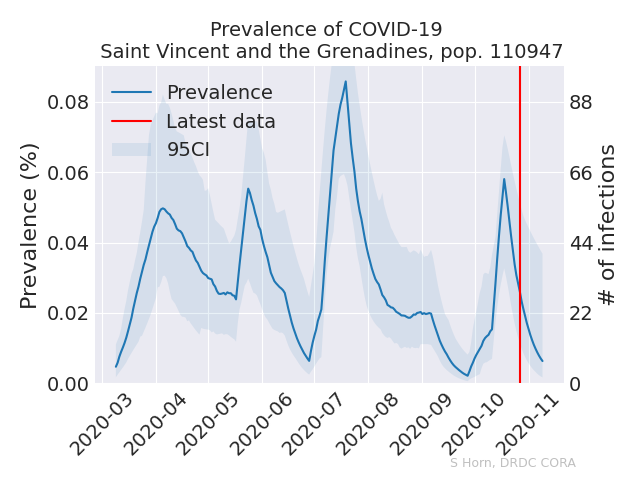 Prevalence of COVID-19
Saint Vincent and the Grenadines, pop. 110947
Prevalence
Latest data
95CI
Prevalence (%)
0.08
0.06
0.04
0.02
0.00
88
66
44
22
0
# of infections
2020-03
2020-04
2020-05
2020-06
2020-07
2020-08
2020-09
2020-10
2020-11
S Horn, DRDC CORA